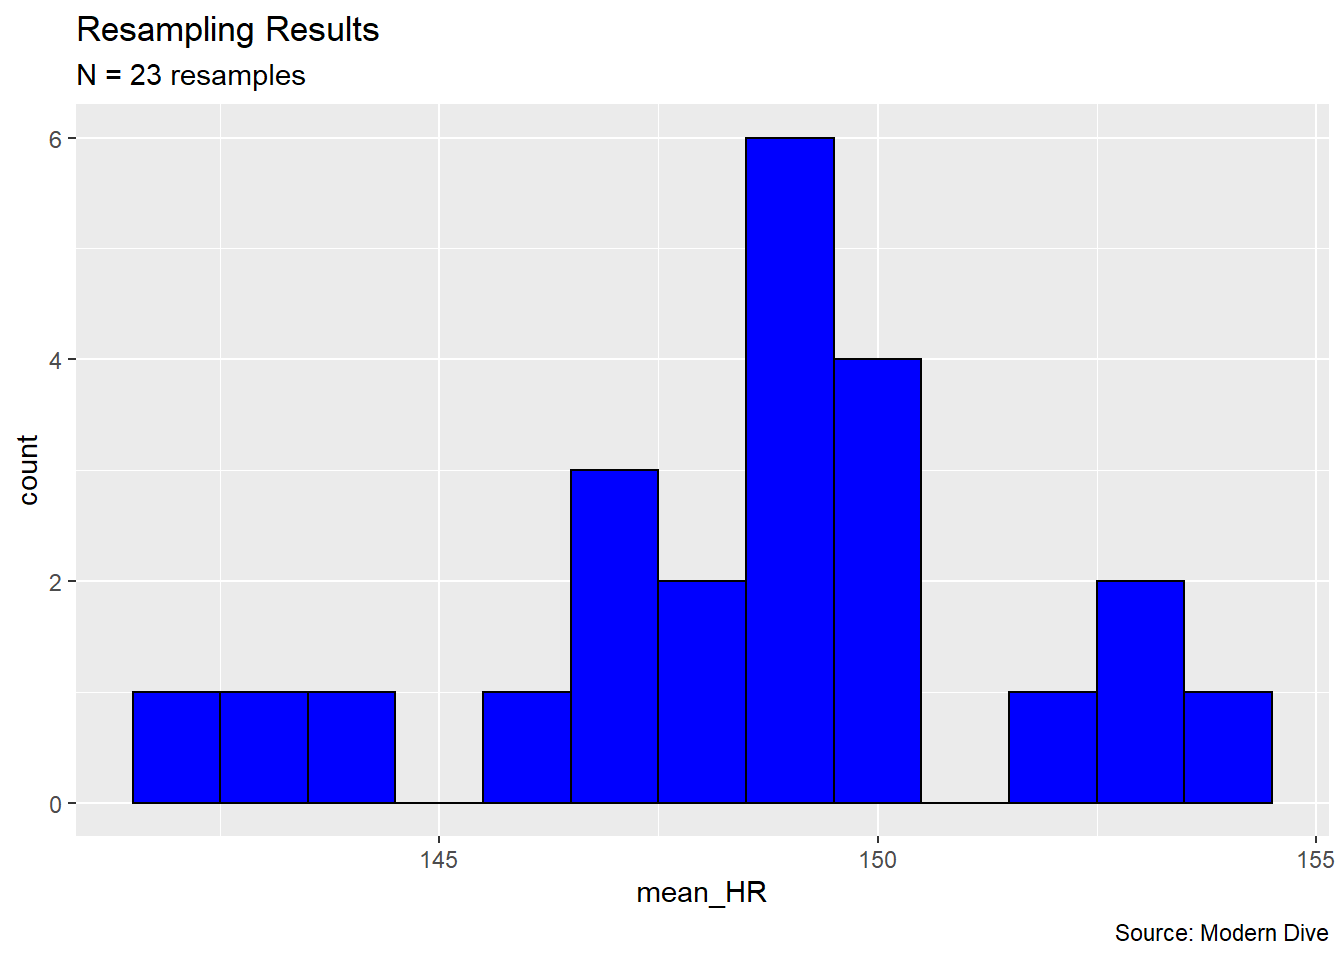 Resampling Results
N = 23 resamples
6
4
2
0
count
145 150 155
mean_HR
Source: Modern Dive